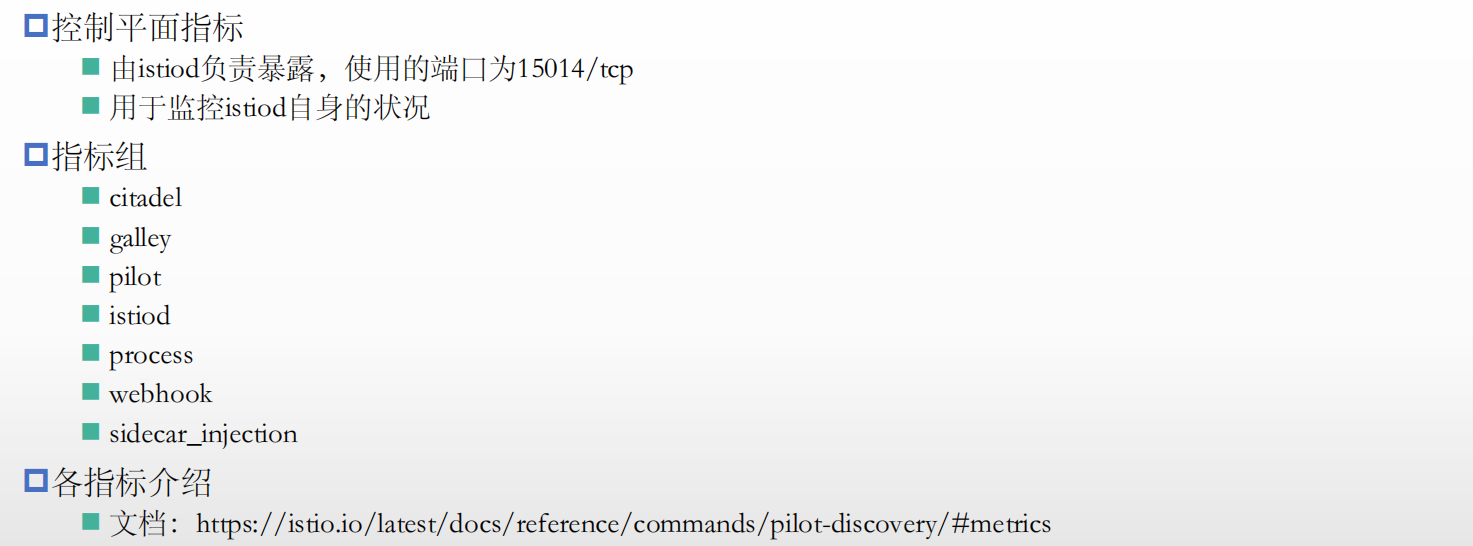 控制平面指标
由istiod负责暴露，使用的端口为15014/tcp
用于监控istiod自身的状况
指标组
citadel
galley
pilot
istiod
process
webhook
sidecar_injection
各指标介绍
文档：https://istio.io/latest/docs/reference/commands/pilot-discovery/#metrics